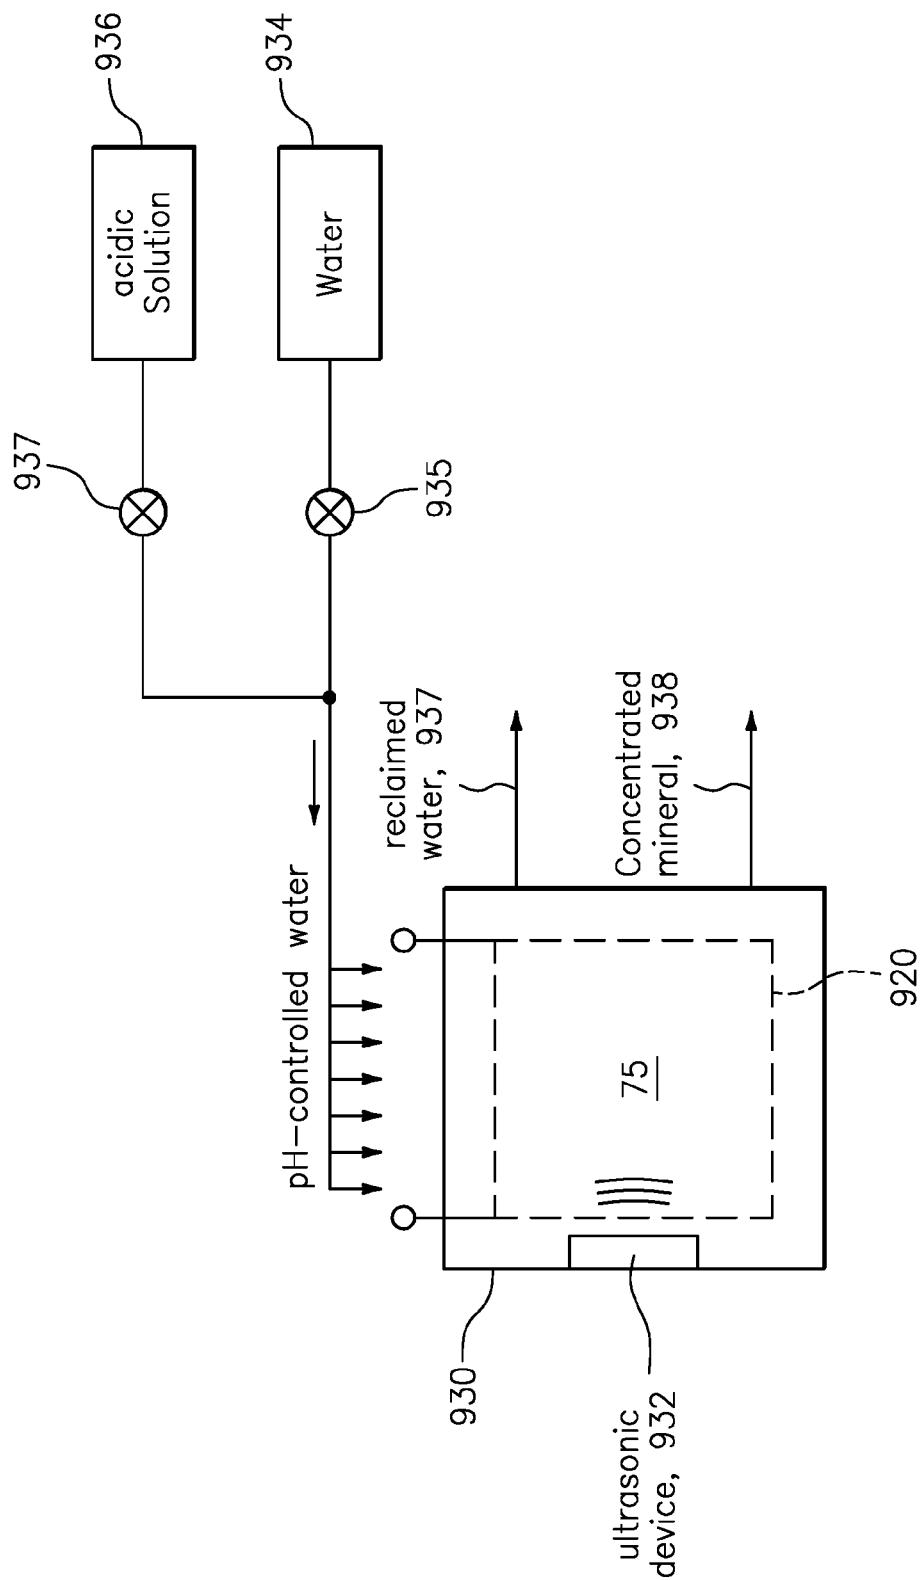 936
acidic
Solution
937
934
Water
935
pH-controlled water
reclaimed
water, 937
Concentrated
mineral, 938
75
920
930
ultrasonic
device, 932